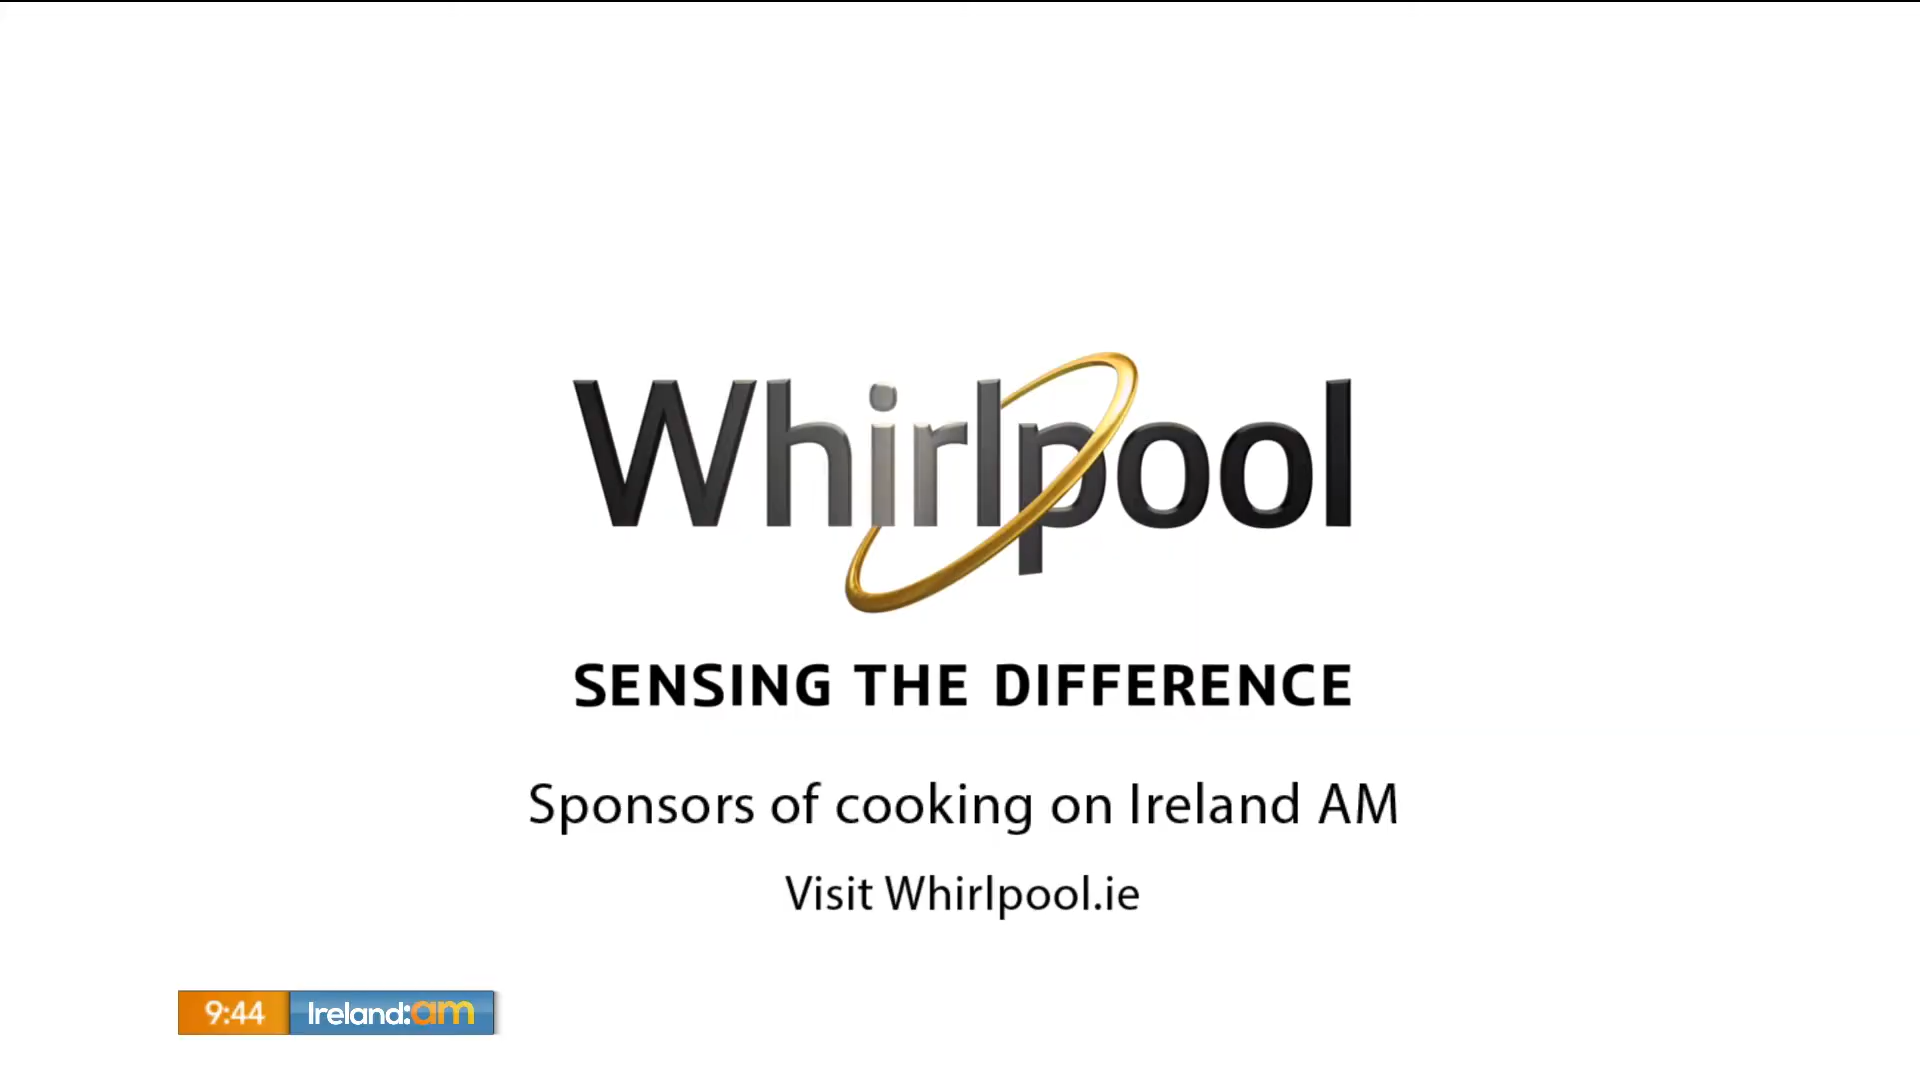 Whirlpool
SENSING THE DIFFERENCE
Sponsors of cooking on Ireland AM
Visit Whirlpool.ie
9:44 Ireland:am